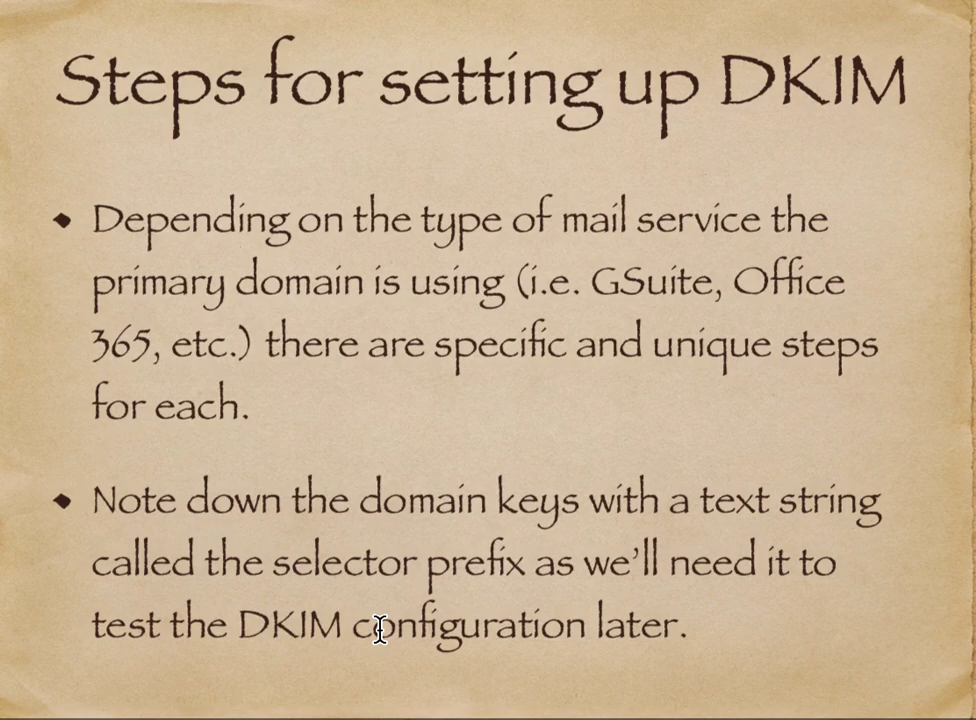 Steps for setting up DKIM
• Depending on the type of mail service the
primary domain is using (i.e. GSuite, Office
365, etc.) there are specific and unique steps
for each.
• Note down the domain keys with a text string
called the selector prefix as we’ll need it to
test the DKIM configuration later.